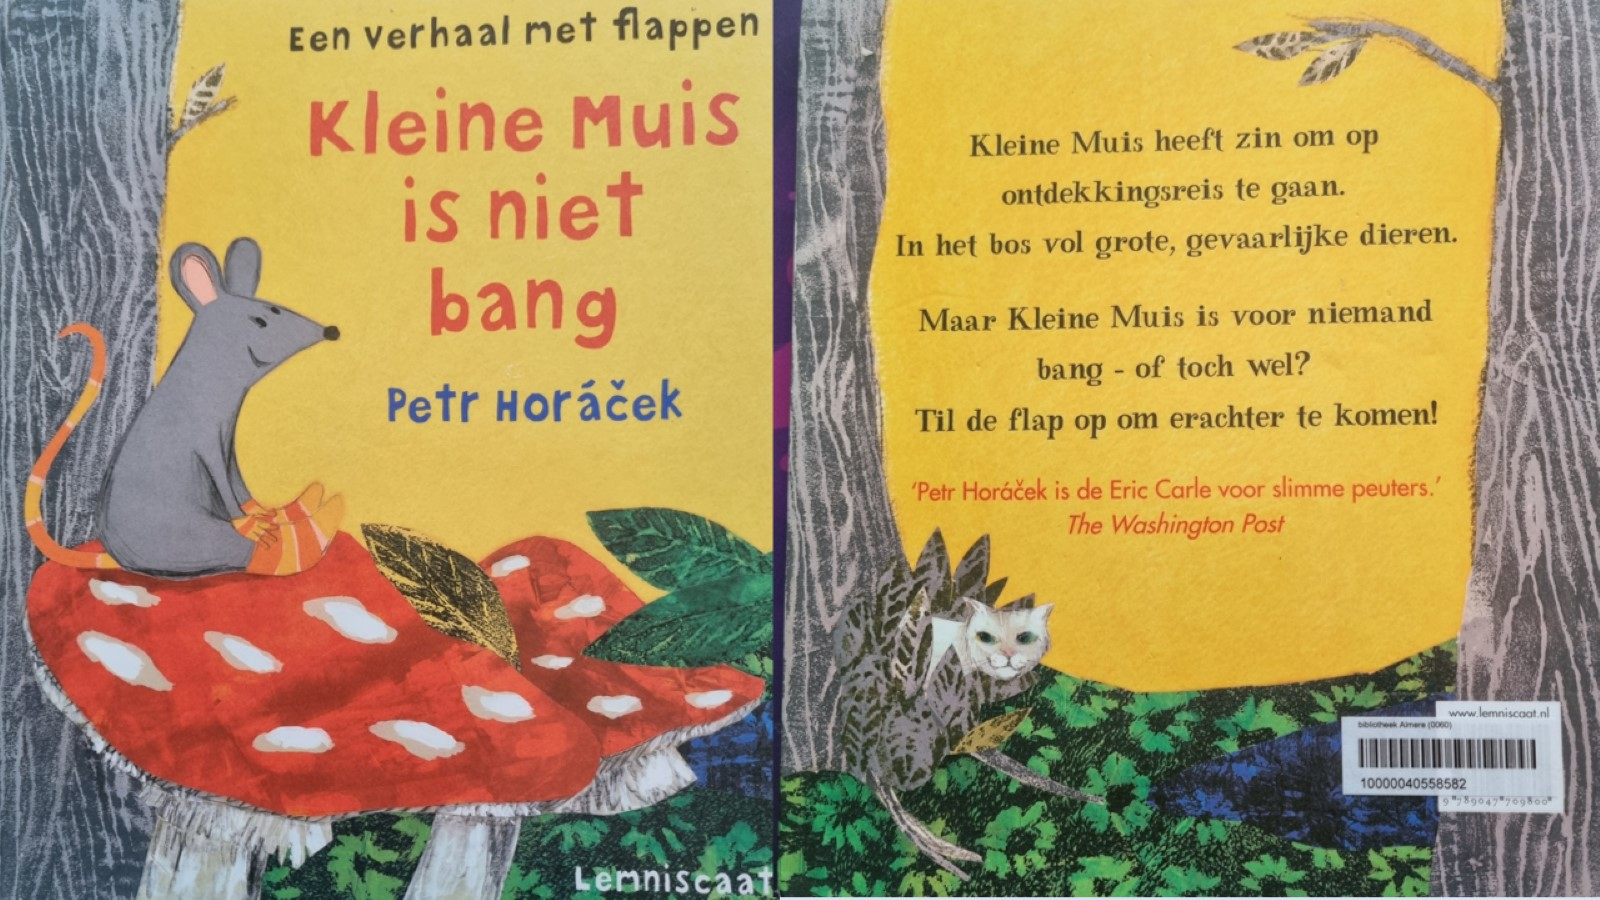 Een verhaal met flappen
Kleine Muis
is niet
bang
Petr Horáček
Lemniscaat
Kleine Muis heeft zin om op
ontdekkingsreis te gaan.
In het bos vol grote, gevaarlijke dieren.
Maar Kleine Muis is voor niemand
bang - of toch wel?
Til de flap op om erachter te komen!
'Petr Horáček is de Eric Carle voor slimme peuters.'
The Washington Post
www.lemniscaat.nl
bibliotheek Almere (0060)
10000040558582
9 789047 709800